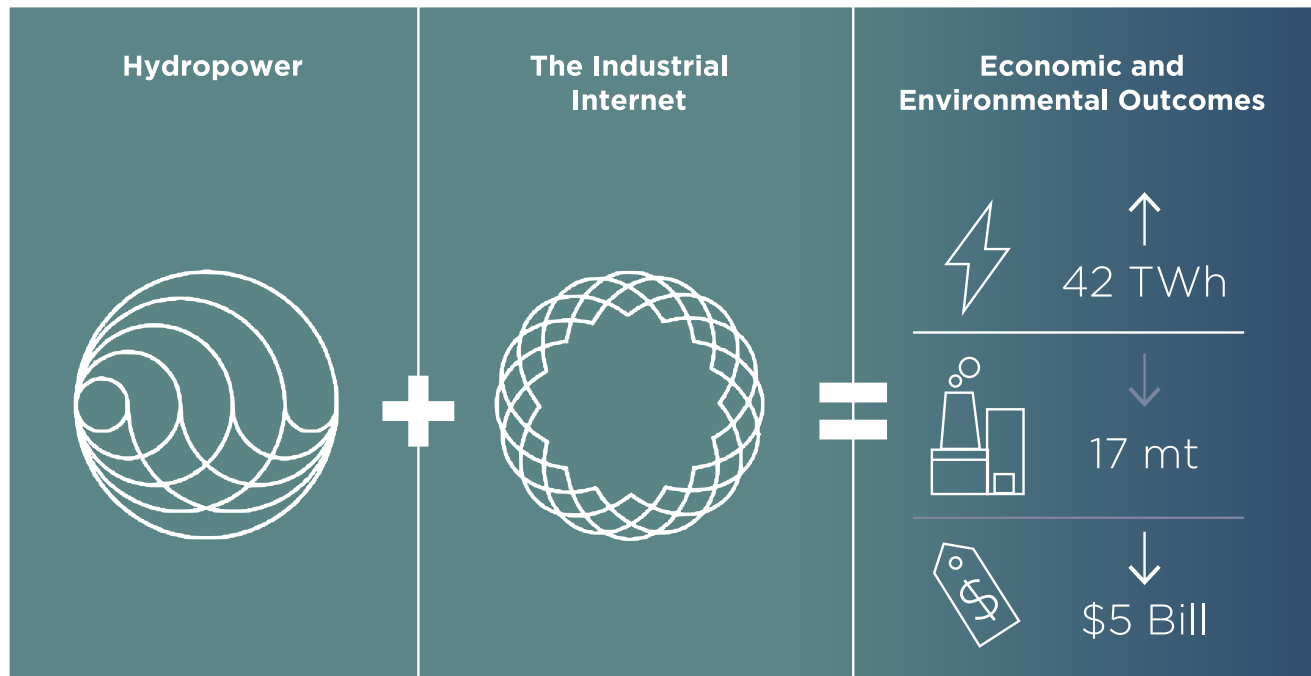 Hydropower
The Industrial
Internet
Economic and
Environmental Outcomes
42 TWh
17 mt
$
$5 Bill